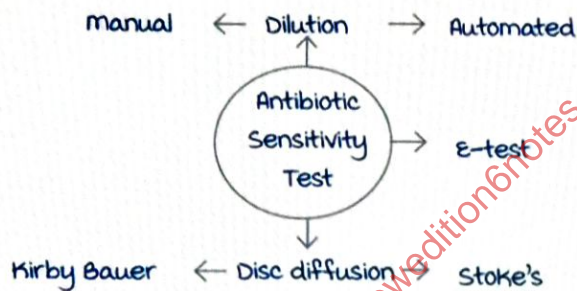 manual ← Dilution → Automated
Antibiotic
Sensitivity
Test
→ ε-test
Kirby Bauer ← Disc diffusion → Stoke's